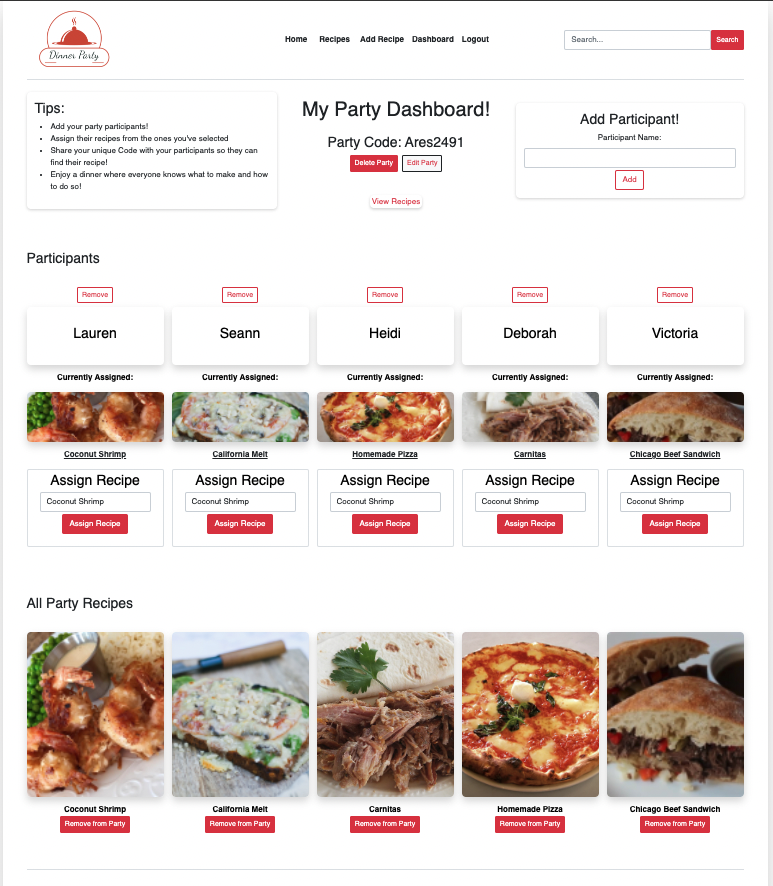 Dinner Party
Home Recipes Add Recipe Dashboard Logout
Search...
Search
Tips:
Add your party participants!
Assign their recipes from the ones you've selected
Share your unique Code with your participants so they can
find their recipe!
Enjoy a dinner where everyone knows what to make and how
to do so!
My Party Dashboard!
Party Code: Ares2491
Delete Party
Edit Party
View Recipes
Add Participant!
Participant Name:
Add
Participants
Remove Remove Remove Remove Remove
Lauren Seann Heidi Deborah Victoria
Currently Assigned: Currently Assigned: Currently Assigned: Currently Assigned: Currently Assigned:
Coconut Shrimp California Melt Homemade Pizza Carnitas Chicago Beef Sandwich
Assign Recipe Assign Recipe Assign Recipe Assign Recipe Assign Recipe
Coconut Shrimp Coconut Shrimp Coconut Shrimp Coconut Shrimp Coconut Shrimp
Assign Recipe Assign Recipe Assign Recipe Assign Recipe Assign Recipe
All Party Recipes
Coconut Shrimp California Melt Carnitas Homemade Pizza Chicago Beef Sandwich
Remove from Party Remove from Party Remove from Party Remove from Party Remove from Party